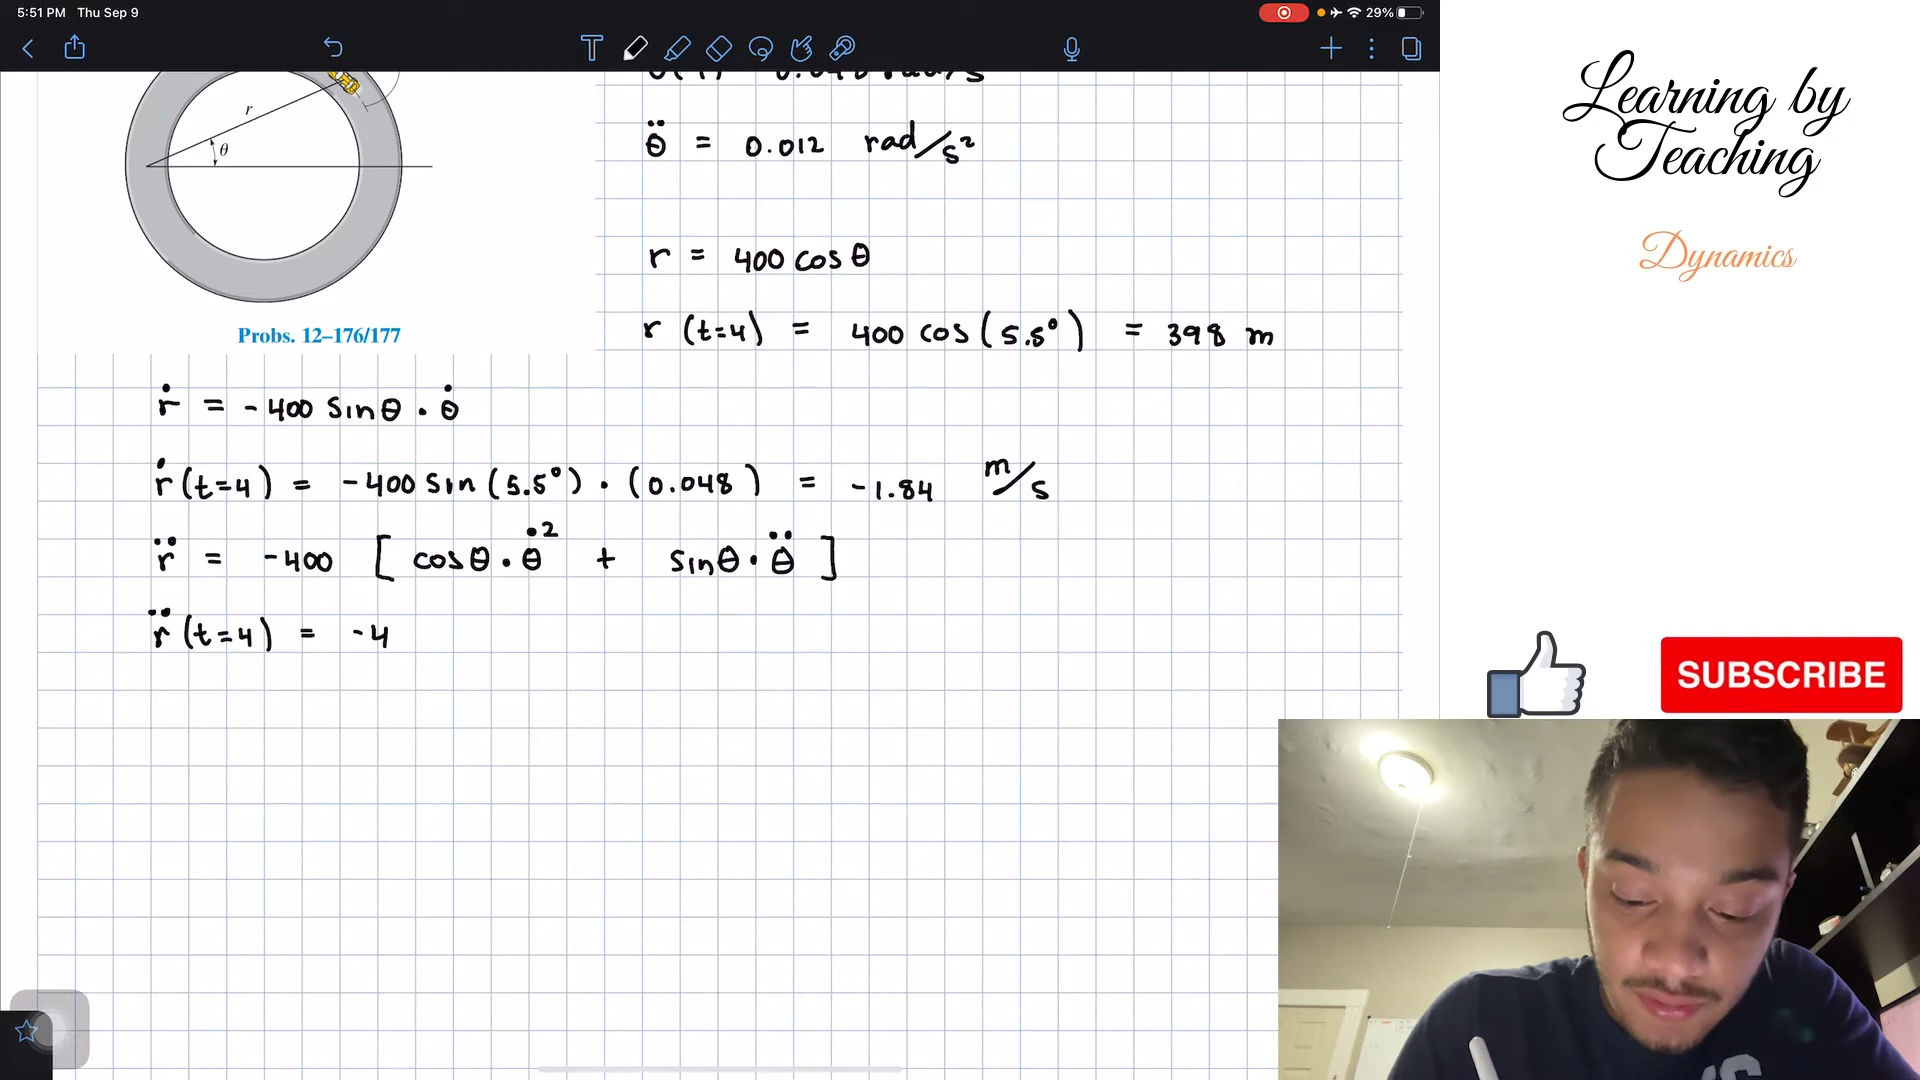 5:51 PM Thu Sep 9
29%
Learning by
Teaching
Dynamics
r
θ
Probs. 12–176/177
θ̈ = 0.012 rad/s²
r = 400 cos θ
r (t=4) = 400 cos (5.5°) = 398 m
ṙ = -400 sin θ · θ̇
ṙ (t=4) = -400 sin (5.5°) · (0.048) = -1.84 m/s
r̈ = -400 [ cos θ · θ̇² + sin θ · θ̈ ]
r̈ (t=4) = -4
SUBSCRIBE